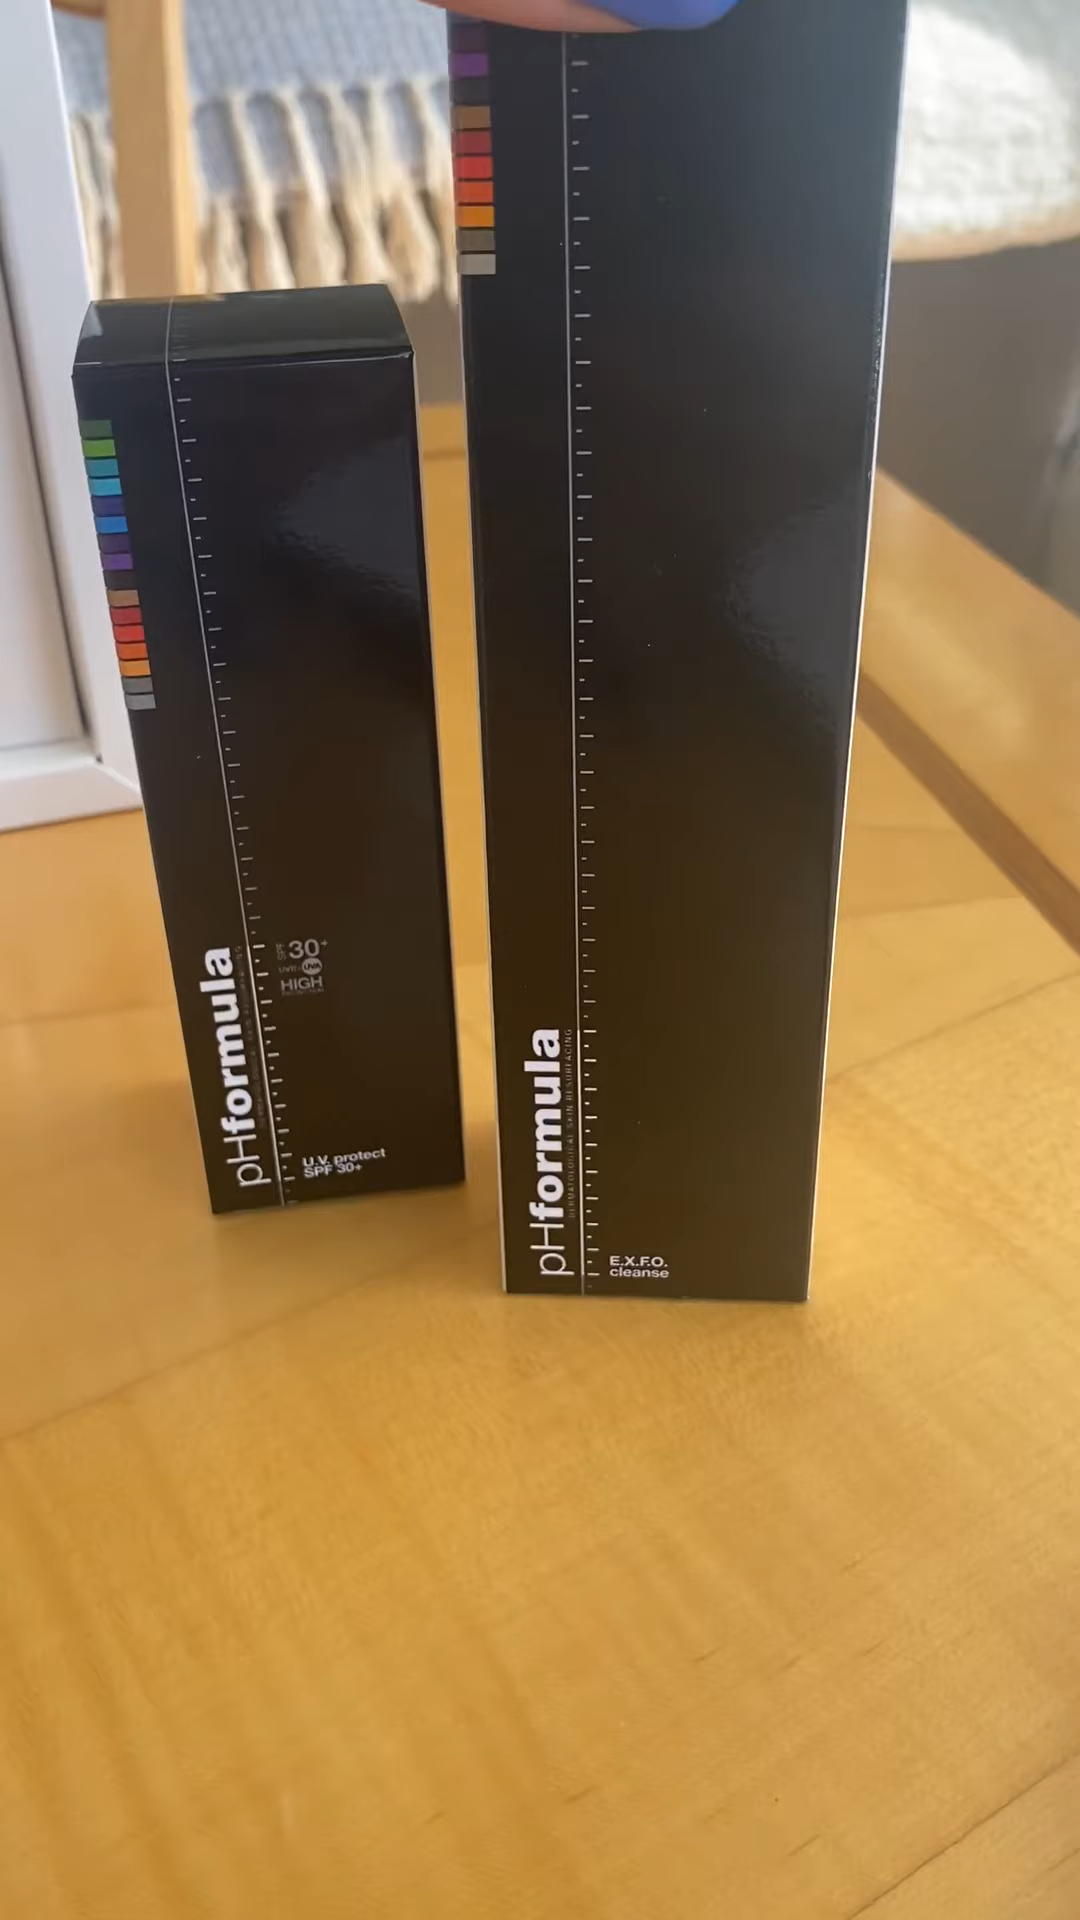 pHformula
SPF 30+
UVB+UVA
HIGH
U.V. protect
SPF 30+
pHformula
DERMATOLOGICAL SKIN RESURFACING
E.X.F.O.
cleanse